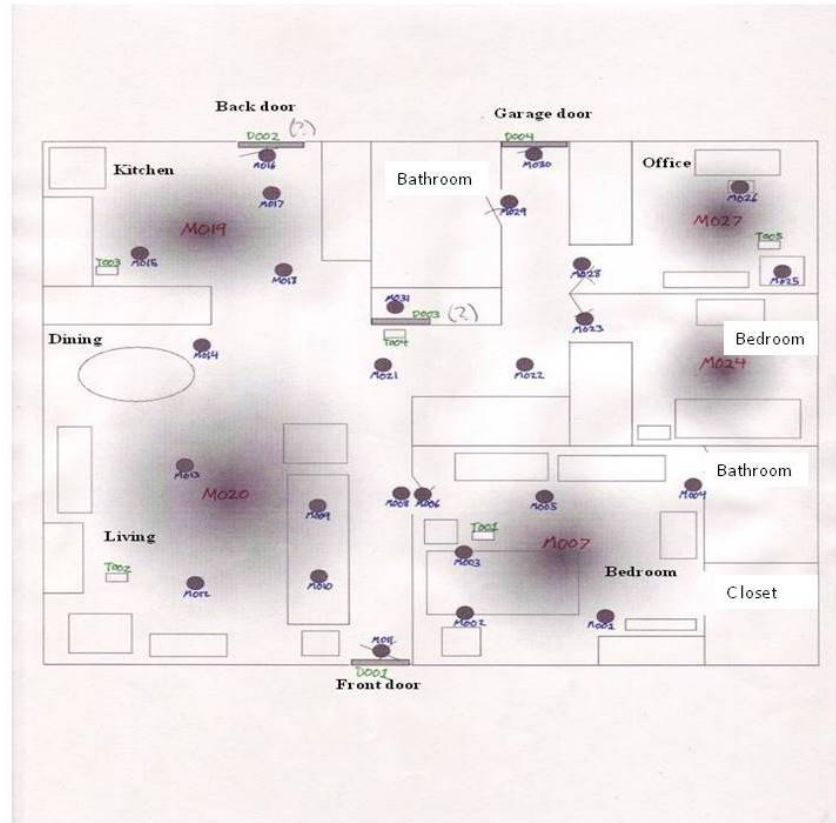 Back door
Garage door
D002 (?)
D004
M016
M030
Kitchen
Bathroom
Office
M017
M029
M026
M019
M027
T005
M015
T003
M018
M028
M025
M031
D003 (?)
M023
T004
Dining
M014
Bedroom
M021
M022
M024
M013
Bathroom
M020
M008
M006
M005
M004
M009
T001
Living
M007
M003
T002
M012
M010
Bedroom
Closet
M002
M001
M011
D001
Front door